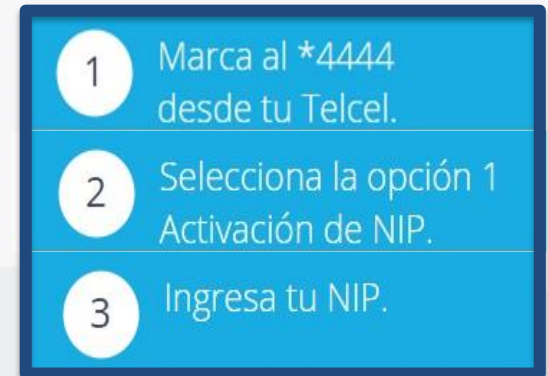 1 Marca al *4444
desde tu Telcel.
2 Selecciona la opción 1
Activación de NIP.
3 Ingresa tu NIP.